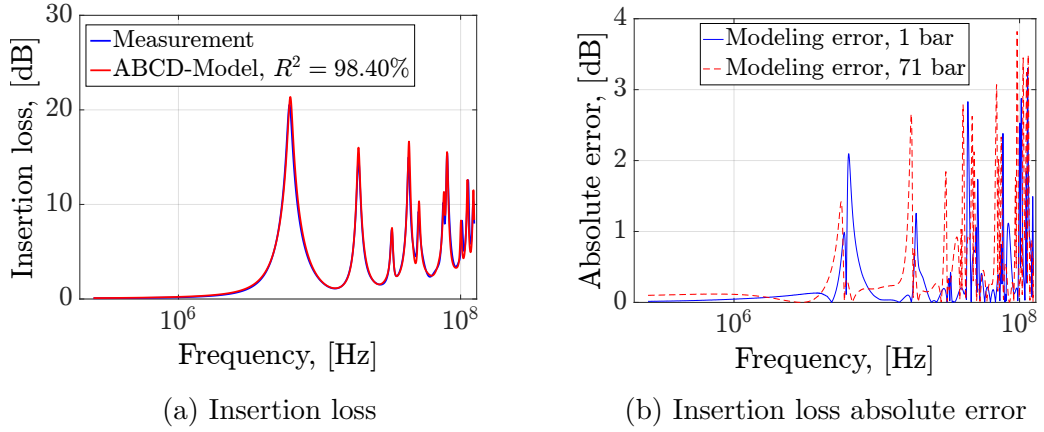 30
20
10
0
Insertion loss, [dB]
Measurement
ABCD-Model, R² = 98.40%
10⁶
10⁸
Frequency, [Hz]
(a) Insertion loss
4
3
2
1
0
Absolute error, [dB]
Modeling error, 1 bar
Modeling error, 71 bar
10⁶
10⁸
Frequency, [Hz]
(b) Insertion loss absolute error